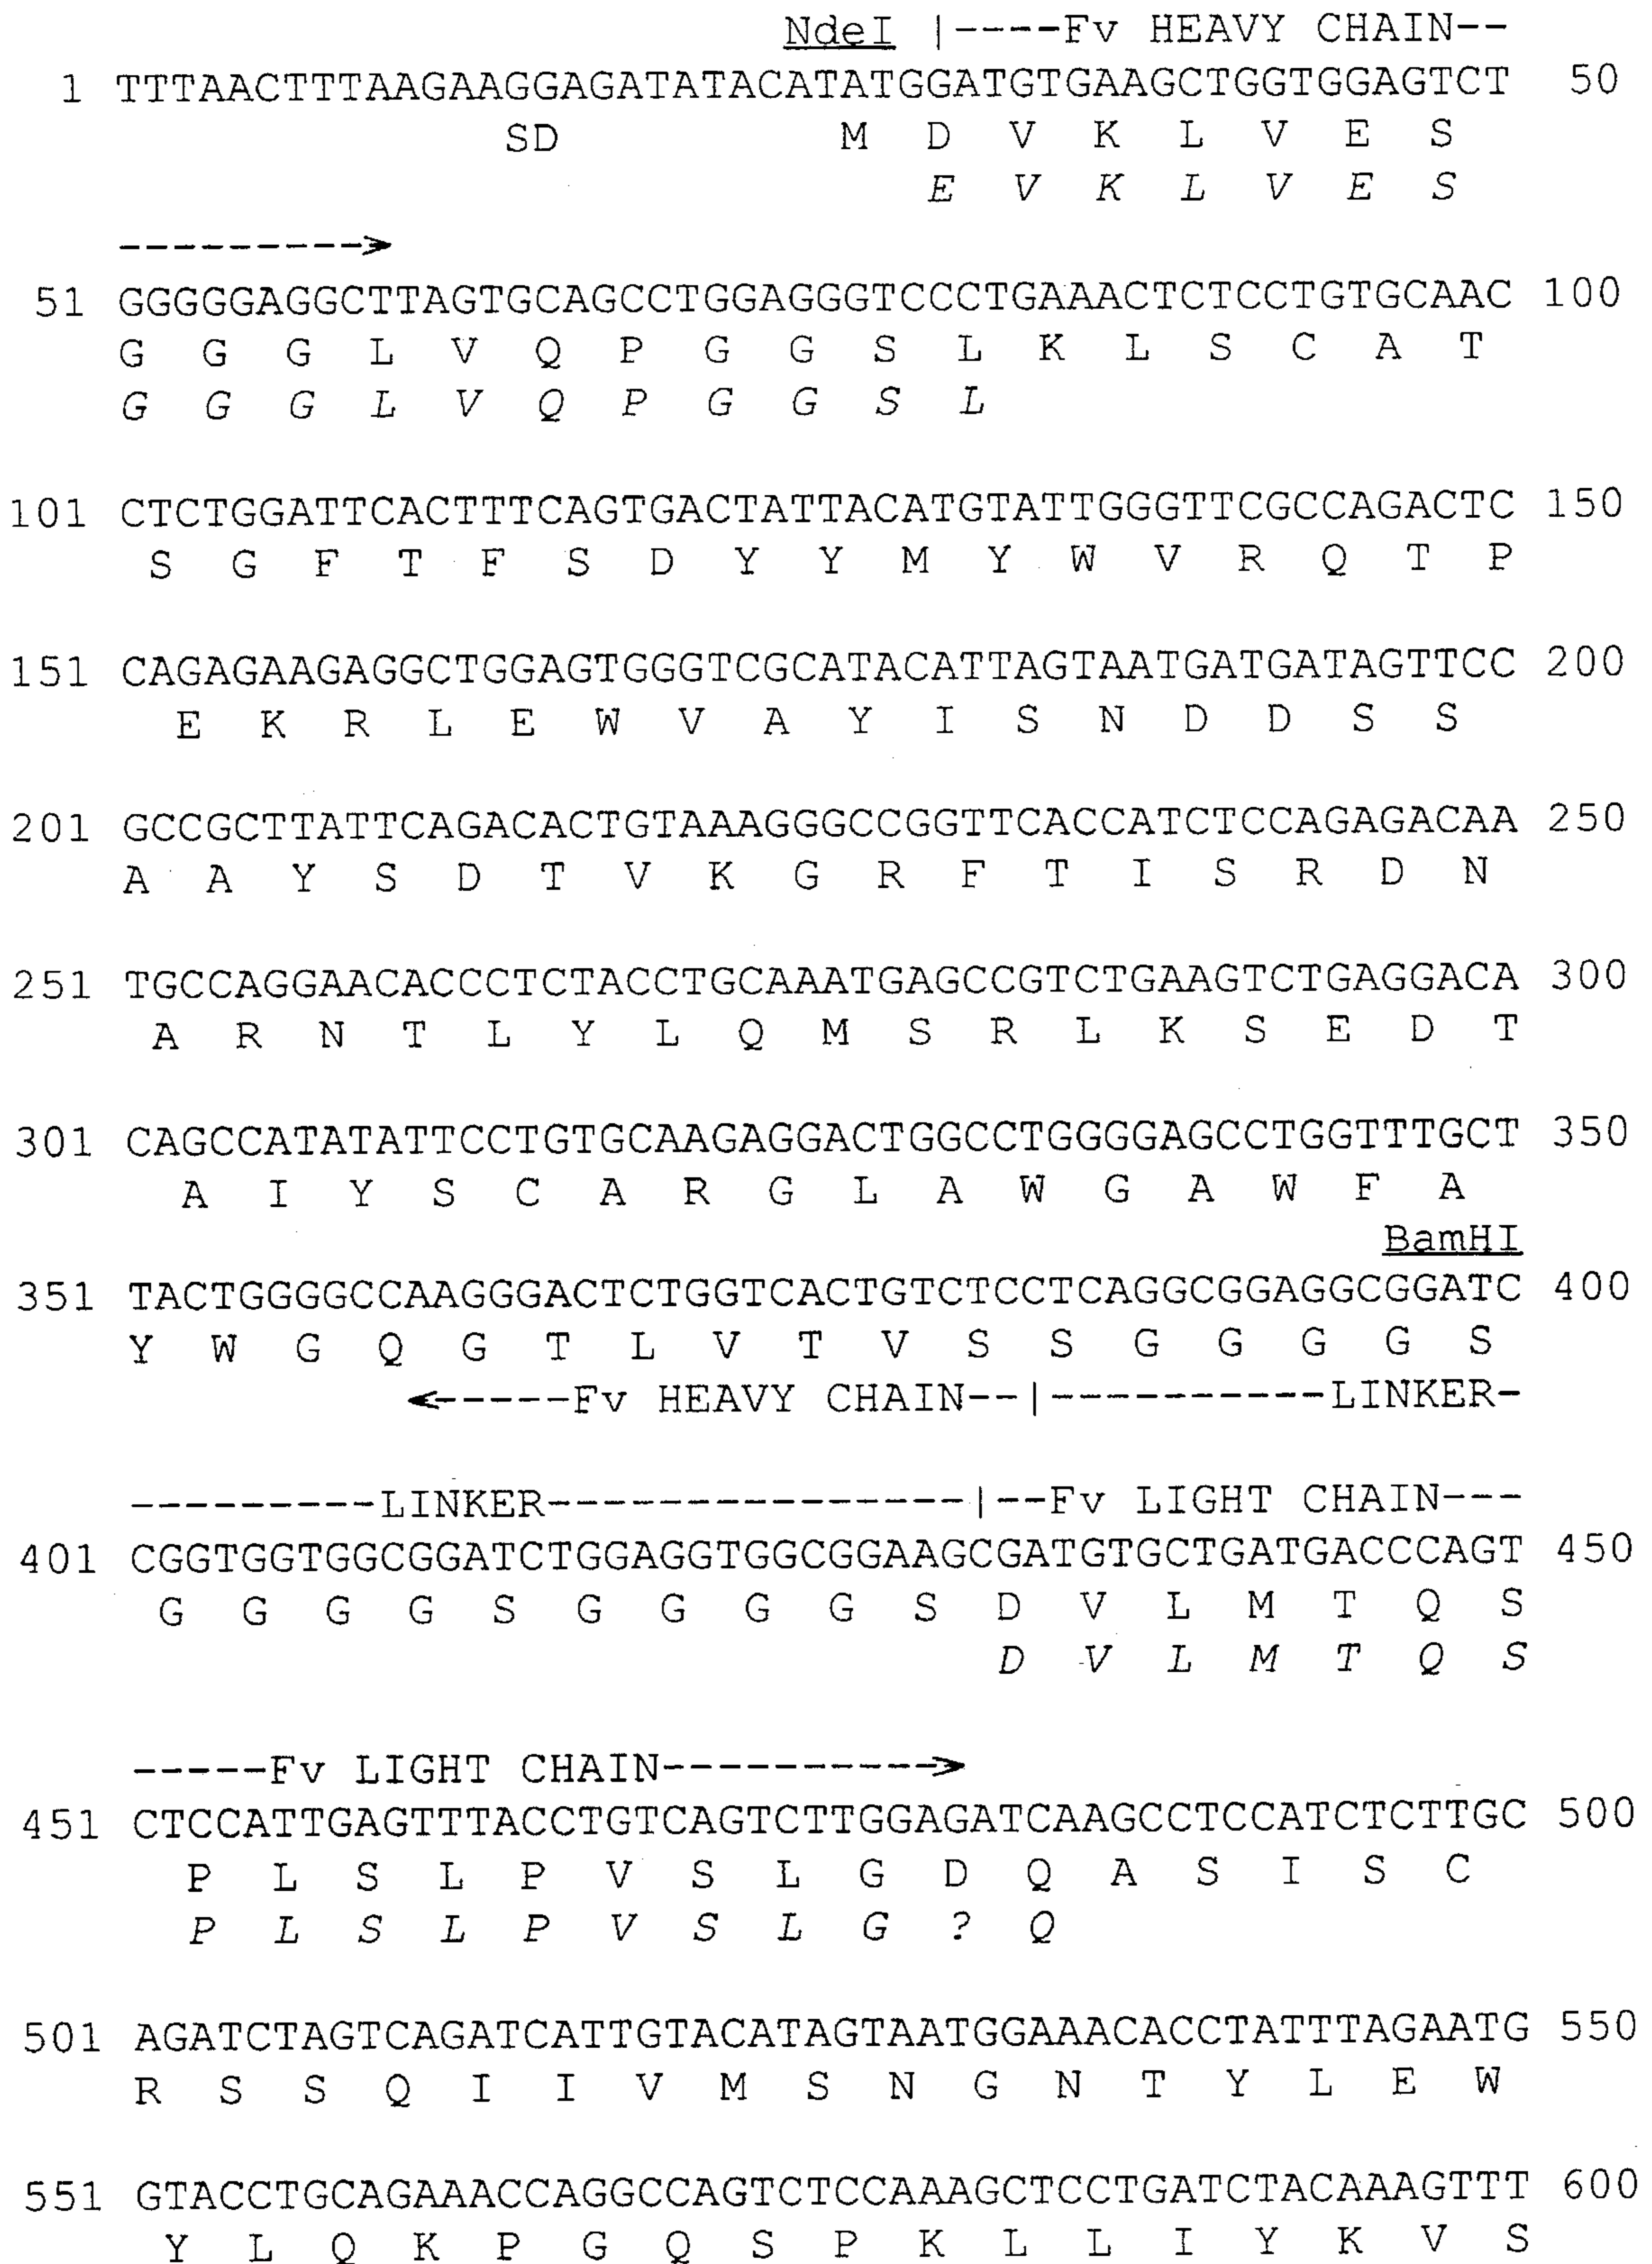 NdeI |----Fv HEAVY CHAIN--
1 TTTAACTTTAAGAAGGAGATATACATATGGATGTGAAGCTGGTGGAGTCT 50
SD M D V K L V E S
E V K L V E S
--------->
51 GGGGGAGGCTTAGTGCAGCCTGGAGGGTCCCTGAAACTCTCCTGTGCAAC 100
G G G L V Q P G G S L K L S C A T
G G G L V Q P G G S L
101 CTCTGGATTCACTTTCAGTGACTATTACATGTATTGGGTTCGCCAGACTC 150
S G F T F S D Y Y M Y W V R Q T P
151 CAGAGAAGAGGCTGGAGTGGGTCGCATACATTAGTAATGATGATAGTTCC 200
E K R L E W V A Y I S N D D S S
201 GCCGCTTATTCAGACACTGTAAAGGGCCGGTTCACCATCTCCAGAGACAA 250
A A Y S D T V K G R F T I S R D N
251 TGCCAGGAACACCCTCTACCTGCAAATGAGCCGTCTGAAGTCTGAGGACA 300
A R N T L Y L Q M S R L K S E D T
301 CAGCCATATATTCCTGTGCAAGAGGACTGGCCTGGGGAGCCTGGTTTGCT 350
A I Y S C A R G L A W G A W F A
BamHI
351 TACTGGGGCCAAGGGACTCTGGTCACTGTCTCCTCAGGCGGAGGCGGATC 400
Y W G Q G T L V T V S S G G G G S
<-----Fv HEAVY CHAIN--|----------LINKER-
---------LINKER---------------|--Fv LIGHT CHAIN---
401 CGGTGGTGGCGGATCTGGAGGTGGCGGAAGCGATGTGCTGATGACCCAGT 450
G G G G S G G G G S D V L M T Q S
D V L M T Q S
-----Fv LIGHT CHAIN---------->
451 CTCCATTGAGTTTACCTGTCAGTCTTGGAGATCAAGCCTCCATCTCTTGC 500
P L S L P V S L G D Q A S I S C
P L S L P V S L G ? Q
501 AGATCTAGTCAGATCATTGTACATAGTAATGGAAACACCTATTTAGAATG 550
R S S Q I I V M S N G N T Y L E W
551 GTACCTGCAGAAACCAGGCCAGTCTCCAAAGCTCCTGATCTACAAAGTTT 600
Y L Q K P G Q S P K L L I Y K V S